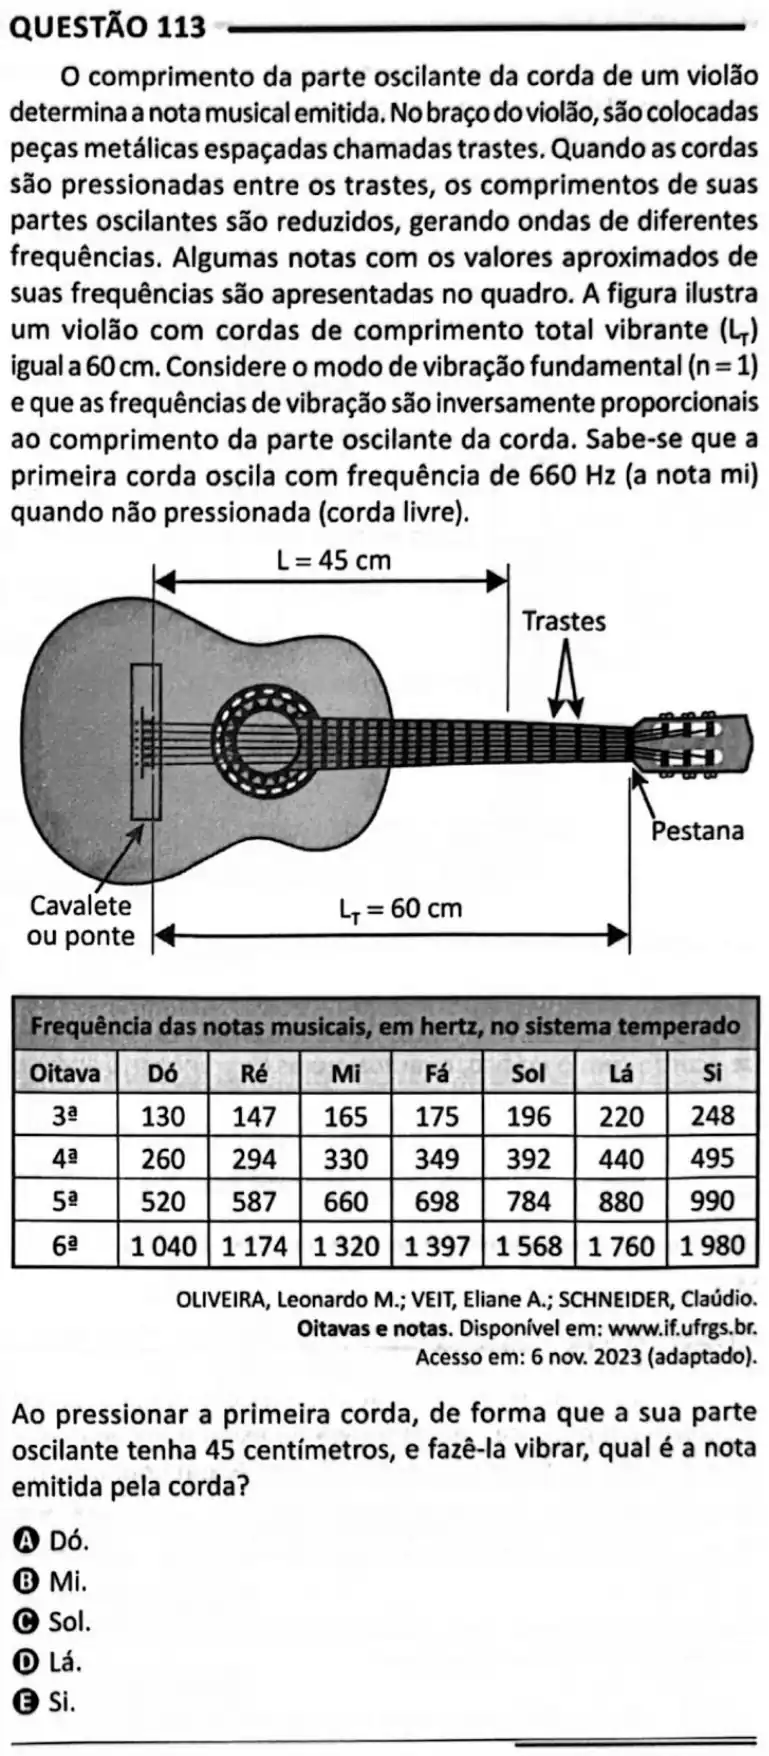 QUESTÃO 113
O comprimento da parte oscilante da corda de um violão
determina a nota musical emitida. No braço do violão, são colocadas
peças metálicas espaçadas chamadas trastes. Quando as cordas
são pressionadas entre os trastes, os comprimentos de suas
partes oscilantes são reduzidos, gerando ondas de diferentes
frequências. Algumas notas com os valores aproximados de
suas frequências são apresentadas no quadro. A figura ilustra
um violão com cordas de comprimento total vibrante (L_T)
igual a 60 cm. Considere o modo de vibração fundamental (n = 1)
e que as frequências de vibração são inversamente proporcionais
ao comprimento da parte oscilante da corda. Sabe-se que a
primeira corda oscila com frequência de 660 Hz (a nota mi)
quando não pressionada (corda livre).
L = 45 cm
Trastes
Pestana
Cavalete
ou ponte
L_T = 60 cm
Frequência das notas musicais, em hertz, no sistema temperado
Oitava Dó Ré Mi Fá Sol Lá Si
3ª 130 147 165 175 196 220 248
4ª 260 294 330 349 392 440 495
5ª 520 587 660 698 784 880 990
6ª 1 040 1 174 1 320 1 397 1 568 1 760 1 980
OLIVEIRA, Leonardo M.; VEIT, Eliane A.; SCHNEIDER, Claúdio.
Oitavas e notas. Disponível em: www.if.ufrgs.br.
Acesso em: 6 nov. 2023 (adaptado).
Ao pressionar a primeira corda, de forma que a sua parte
oscilante tenha 45 centímetros, e fazê-la vibrar, qual é a nota
emitida pela corda?
A Dó.
B Mi.
C Sol.
D Lá.
E Si.